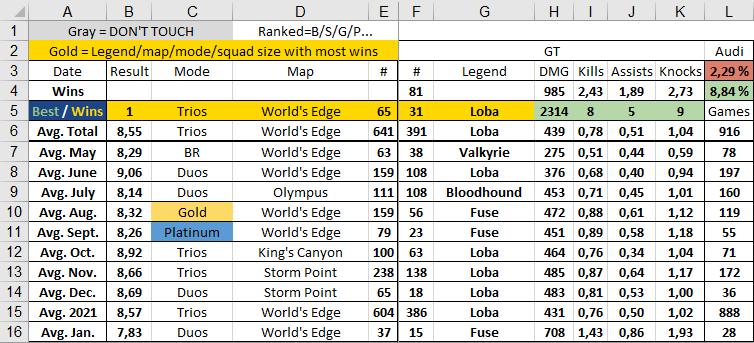 A B C D E F G H I J K L
1 Gray = DON'T TOUCH Ranked=B/S/G/P...
2 Gold = Legend/map/mode/squad size with most wins GT Audi
3 Date Result Mode Map # # Legend DMG Kills Assists Knocks 2,29 %
4 Wins 81 985 2,43 1,89 2,73 8,84 %
5 Best / Wins 1 Trios World's Edge 65 31 Loba 2314 8 5 9 Games
6 Avg. Total 8,55 Trios World's Edge 641 391 Loba 439 0,78 0,51 1,04 916
7 Avg. May 8,29 BR World's Edge 63 38 Valkyrie 275 0,51 0,44 0,59 78
8 Avg. June 9,06 Duos World's Edge 159 108 Loba 376 0,68 0,40 0,94 197
9 Avg. July 8,14 Duos Olympus 111 108 Bloodhound 453 0,71 0,45 1,01 160
10 Avg. Aug. 8,32 Gold World's Edge 159 56 Fuse 472 0,88 0,61 1,12 119
11 Avg. Sept. 8,26 Platinum World's Edge 79 23 Fuse 451 0,89 0,58 1,18 55
12 Avg. Oct. 8,92 Trios King's Canyon 100 63 Loba 464 0,76 0,34 1,04 71
13 Avg. Nov. 8,66 Trios Storm Point 238 138 Loba 485 0,87 0,64 1,17 172
14 Avg. Dec. 8,69 Duos Storm Point 65 18 Loba 483 0,81 0,53 1,00 36
15 Avg. 2021 8,57 Trios World's Edge 604 386 Loba 431 0,76 0,50 1,02 888
16 Avg. Jan. 7,83 Duos World's Edge 37 15 Fuse 708 1,43 0,86 1,93 28